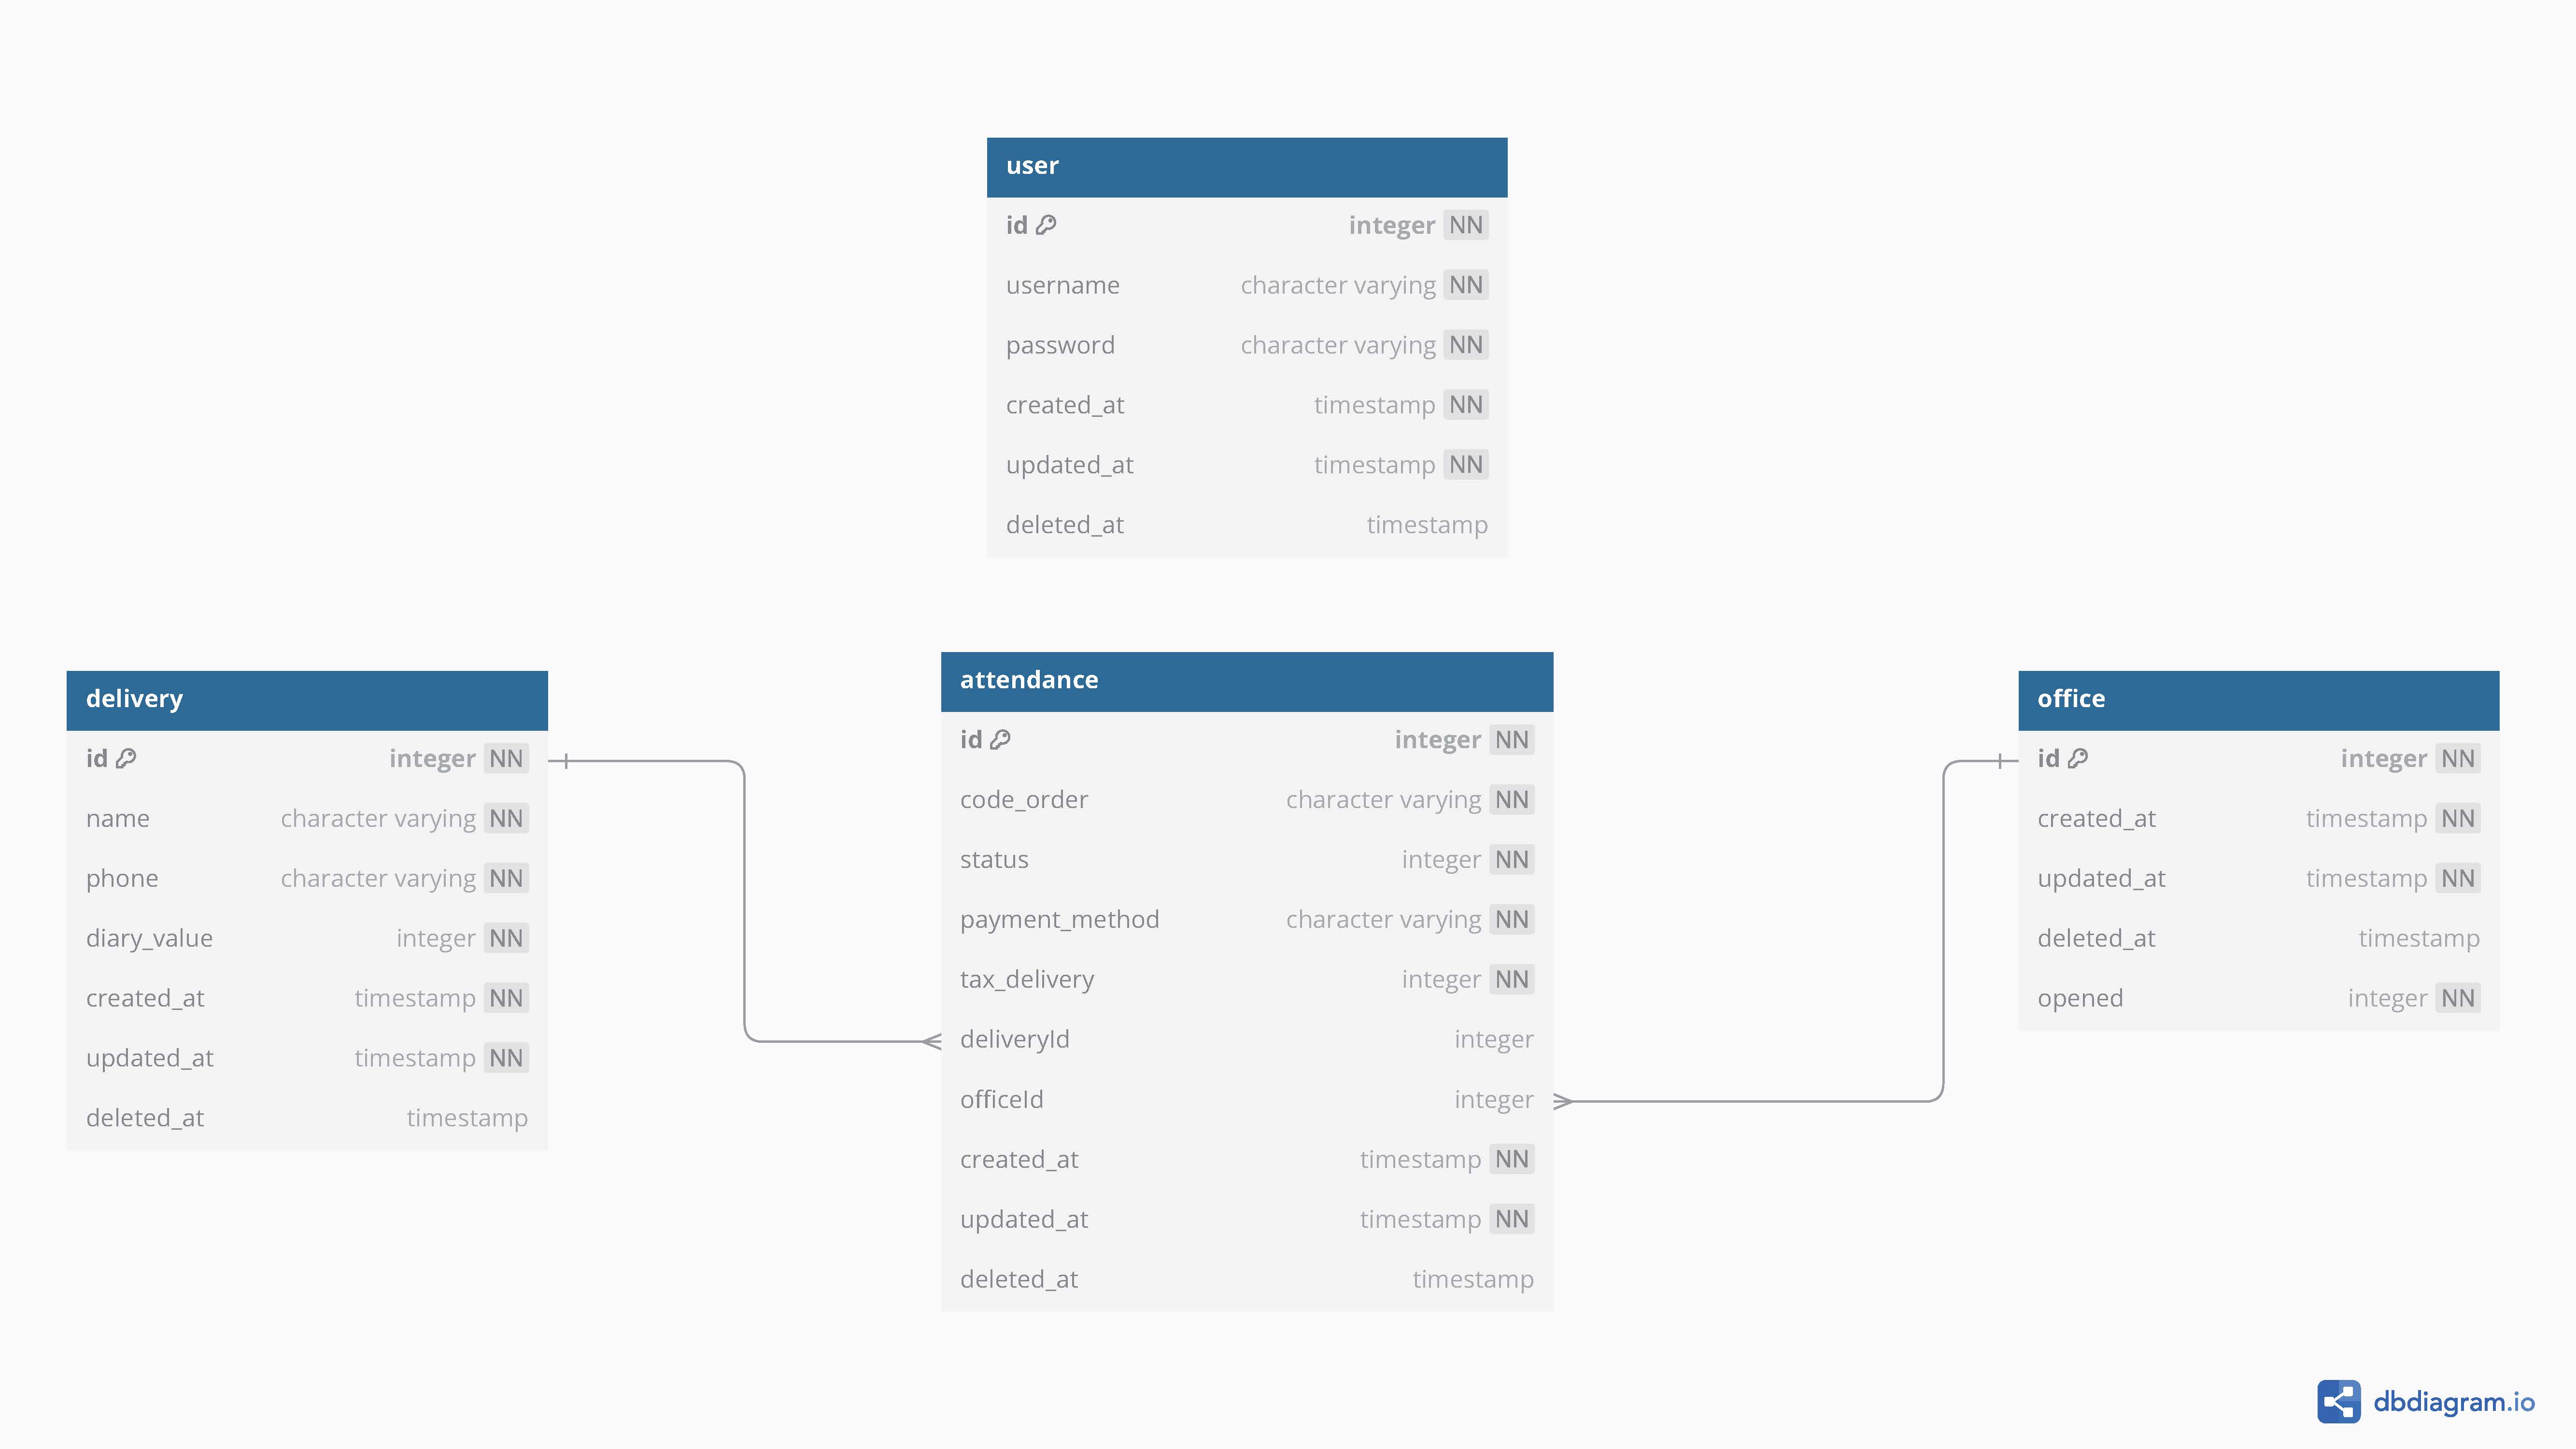 user
id integer NN
username character varying NN
password character varying NN
created_at timestamp NN
updated_at timestamp NN
deleted_at timestamp
delivery
id integer NN
name character varying NN
phone character varying NN
diary_value integer NN
created_at timestamp NN
updated_at timestamp NN
deleted_at timestamp
attendance
id integer NN
code_order character varying NN
status integer NN
payment_method character varying NN
tax_delivery integer NN
deliveryId integer
officeId integer
created_at timestamp NN
updated_at timestamp NN
deleted_at timestamp
office
id integer NN
created_at timestamp NN
updated_at timestamp NN
deleted_at timestamp
opened integer NN
dbdiagram.io